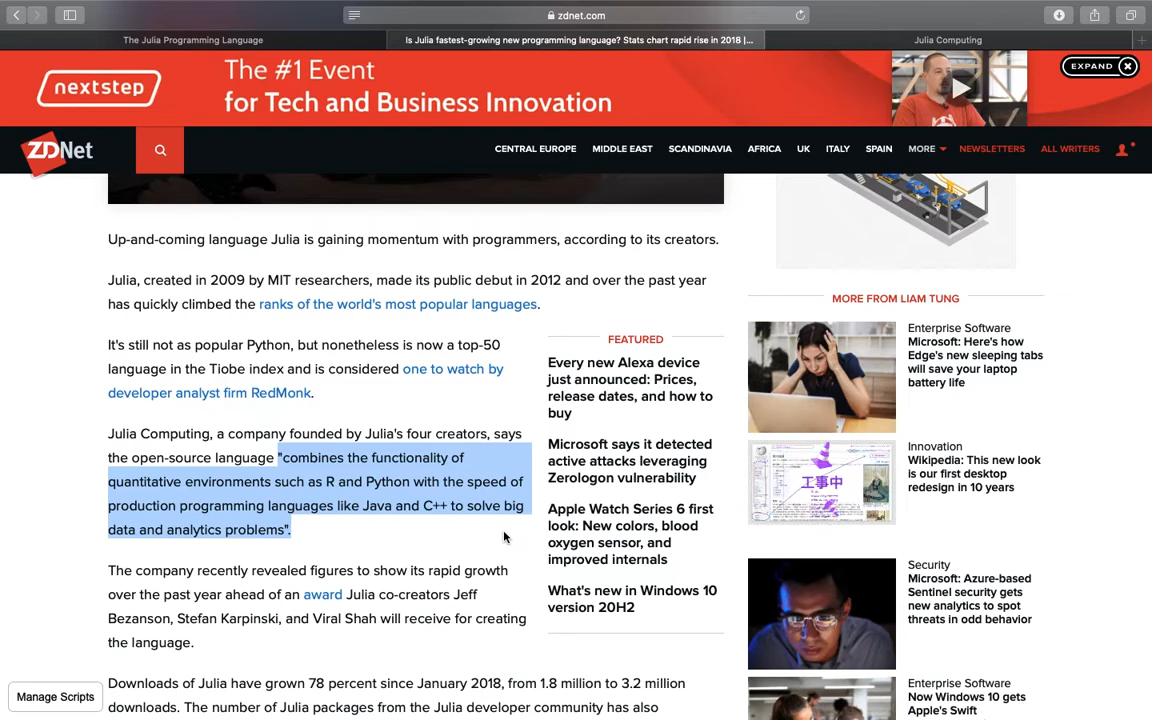 zdnet.com
The Julia Programming Language
Is Julia fastest-growing new programming language? Stats chart rapid rise in 2018 |...
Julia Computing
nextstep
The #1 Event
for Tech and Business Innovation
EXPAND
ZDNet
CENTRAL EUROPE
MIDDLE EAST
SCANDINAVIA
AFRICA
UK
ITALY
SPAIN
MORE
NEWSLETTERS
ALL WRITERS
Up-and-coming language Julia is gaining momentum with programmers, according to its creators.
Julia, created in 2009 by MIT researchers, made its public debut in 2012 and over the past year
has quickly climbed the ranks of the world's most popular languages.
It's still not as popular Python, but nonetheless is now a top-50
language in the Tiobe index and is considered one to watch by
developer analyst firm RedMonk.
Julia Computing, a company founded by Julia's four creators, says
the open-source language "combines the functionality of
quantitative environments such as R and Python with the speed of
production programming languages like Java and C++ to solve big
data and analytics problems".
The company recently revealed figures to show its rapid growth
over the past year ahead of an award Julia co-creators Jeff
Bezanson, Stefan Karpinski, and Viral Shah will receive for creating
the language.
Downloads of Julia have grown 78 percent since January 2018, from 1.8 million to 3.2 million
downloads. The number of Julia packages from the Julia developer community has also
FEATURED
Every new Alexa device
just announced: Prices,
release dates, and how to
buy
Microsoft says it detected
active attacks leveraging
Zerologon vulnerability
Apple Watch Series 6 first
look: New colors, blood
oxygen sensor, and
improved internals
What's new in Windows 10
version 20H2
MORE FROM LIAM TUNG
Enterprise Software
Microsoft: Here's how
Edge's new sleeping tabs
will save your laptop
battery life
Innovation
Wikipedia: This new look
is our first desktop
redesign in 10 years
工事中
Security
Microsoft: Azure-based
Sentinel security gets
new analytics to spot
threats in odd behavior
Enterprise Software
Now Windows 10 gets
Apple's Swift
Manage Scripts